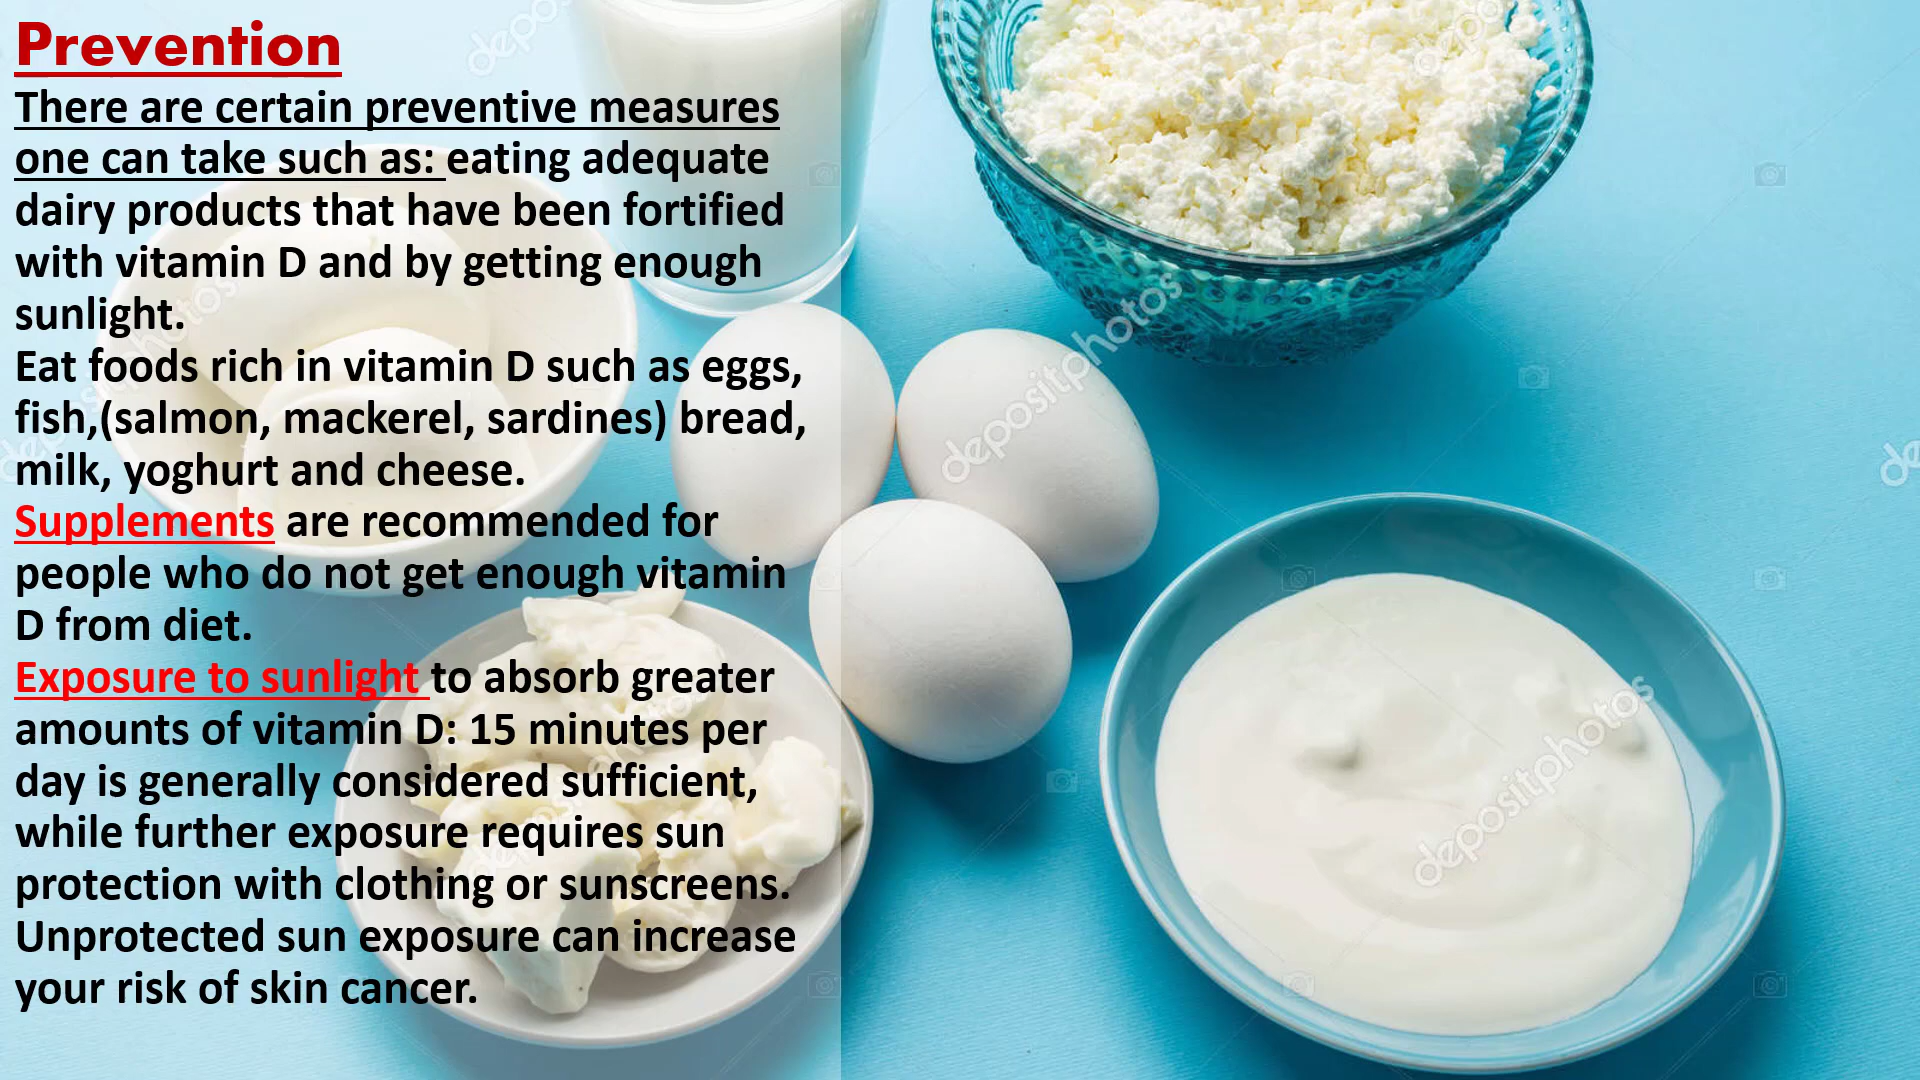 Prevention
There are certain preventive measures
one can take such as: eating adequate
dairy products that have been fortified
with vitamin D and by getting enough
sunlight.
Eat foods rich in vitamin D such as eggs,
fish,(salmon, mackerel, sardines) bread,
milk, yoghurt and cheese.
Supplements are recommended for
people who do not get enough vitamin
D from diet.
Exposure to sunlight to absorb greater
amounts of vitamin D: 15 minutes per
day is generally considered sufficient,
while further exposure requires sun
protection with clothing or sunscreens.
Unprotected sun exposure can increase
your risk of skin cancer.
depositphotos
depositphotos
depositphotos